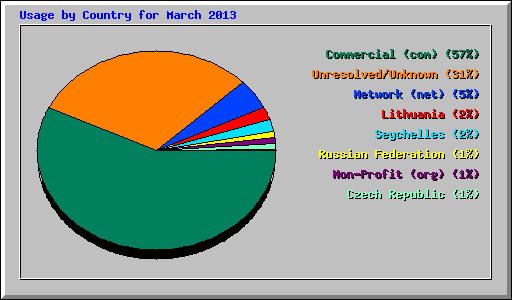 Usage by Country for March 2013
Commercial (com) (57%)
Unresolved/Unknown (31%)
Network (net) (5%)
Lithuania (2%)
Seychelles (2%)
Russian Federation (1%)
Non-Profit (org) (1%)
Czech Republic (1%)